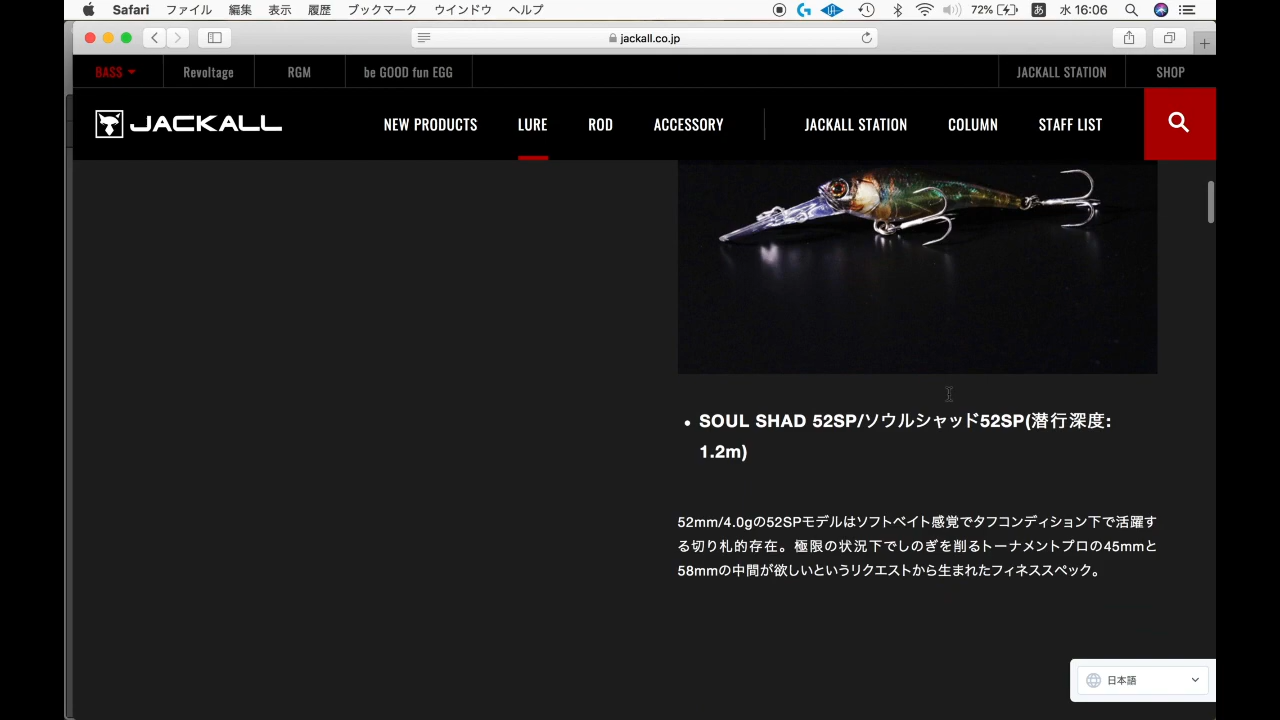 Safari ファイル 編集 表示 履歴 ブックマーク ウインドウ ヘルプ 72% あ 水 16:06
jackall.co.jp
BASS Revoltage RGM be GOOD fun EGG JACKALL STATION SHOP
JACKALL NEW PRODUCTS LURE ROD ACCESSORY JACKALL STATION COLUMN STAFF LIST
• SOUL SHAD 52SP/ソウルシャッド52SP(潜行深度:
1.2m)
52mm/4.0gの52SPモデルはソフトベイト感覚でタフコンディション下で活躍す
る切り札的存在。極限の状況下でしのぎを削るトーナメントプロの45mmと
58mmの中間が欲しいというリクエストから生まれたフィネススペック。
日本語